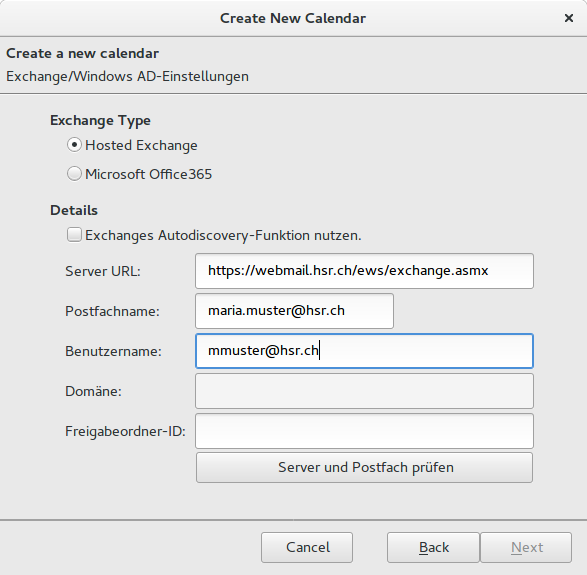 Create New Calendar
Create a new calendar
Exchange/Windows AD-Einstellungen
Exchange Type
Hosted Exchange
Microsoft Office365
Details
Exchanges Autodiscovery-Funktion nutzen.
Server URL: https://webmail.hsr.ch/ews/exchange.asmx
Postfachname: maria.muster@hsr.ch
Benutzername: mmuster@hsr.ch
Domäne:
Freigabeordner-ID:
Server und Postfach prüfen
Cancel Back Next